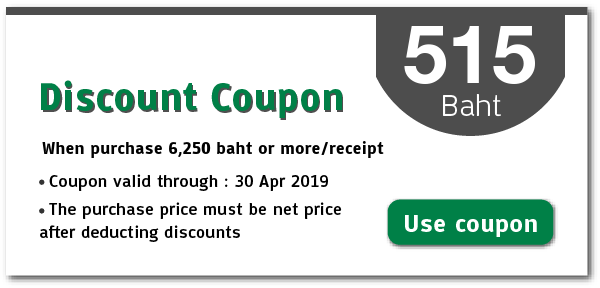 515
Baht
Discount Coupon
When purchase 6,250 baht or more/receipt
• Coupon valid through : 30 Apr 2019
• The purchase price must be net price
after deducting discounts
Use coupon